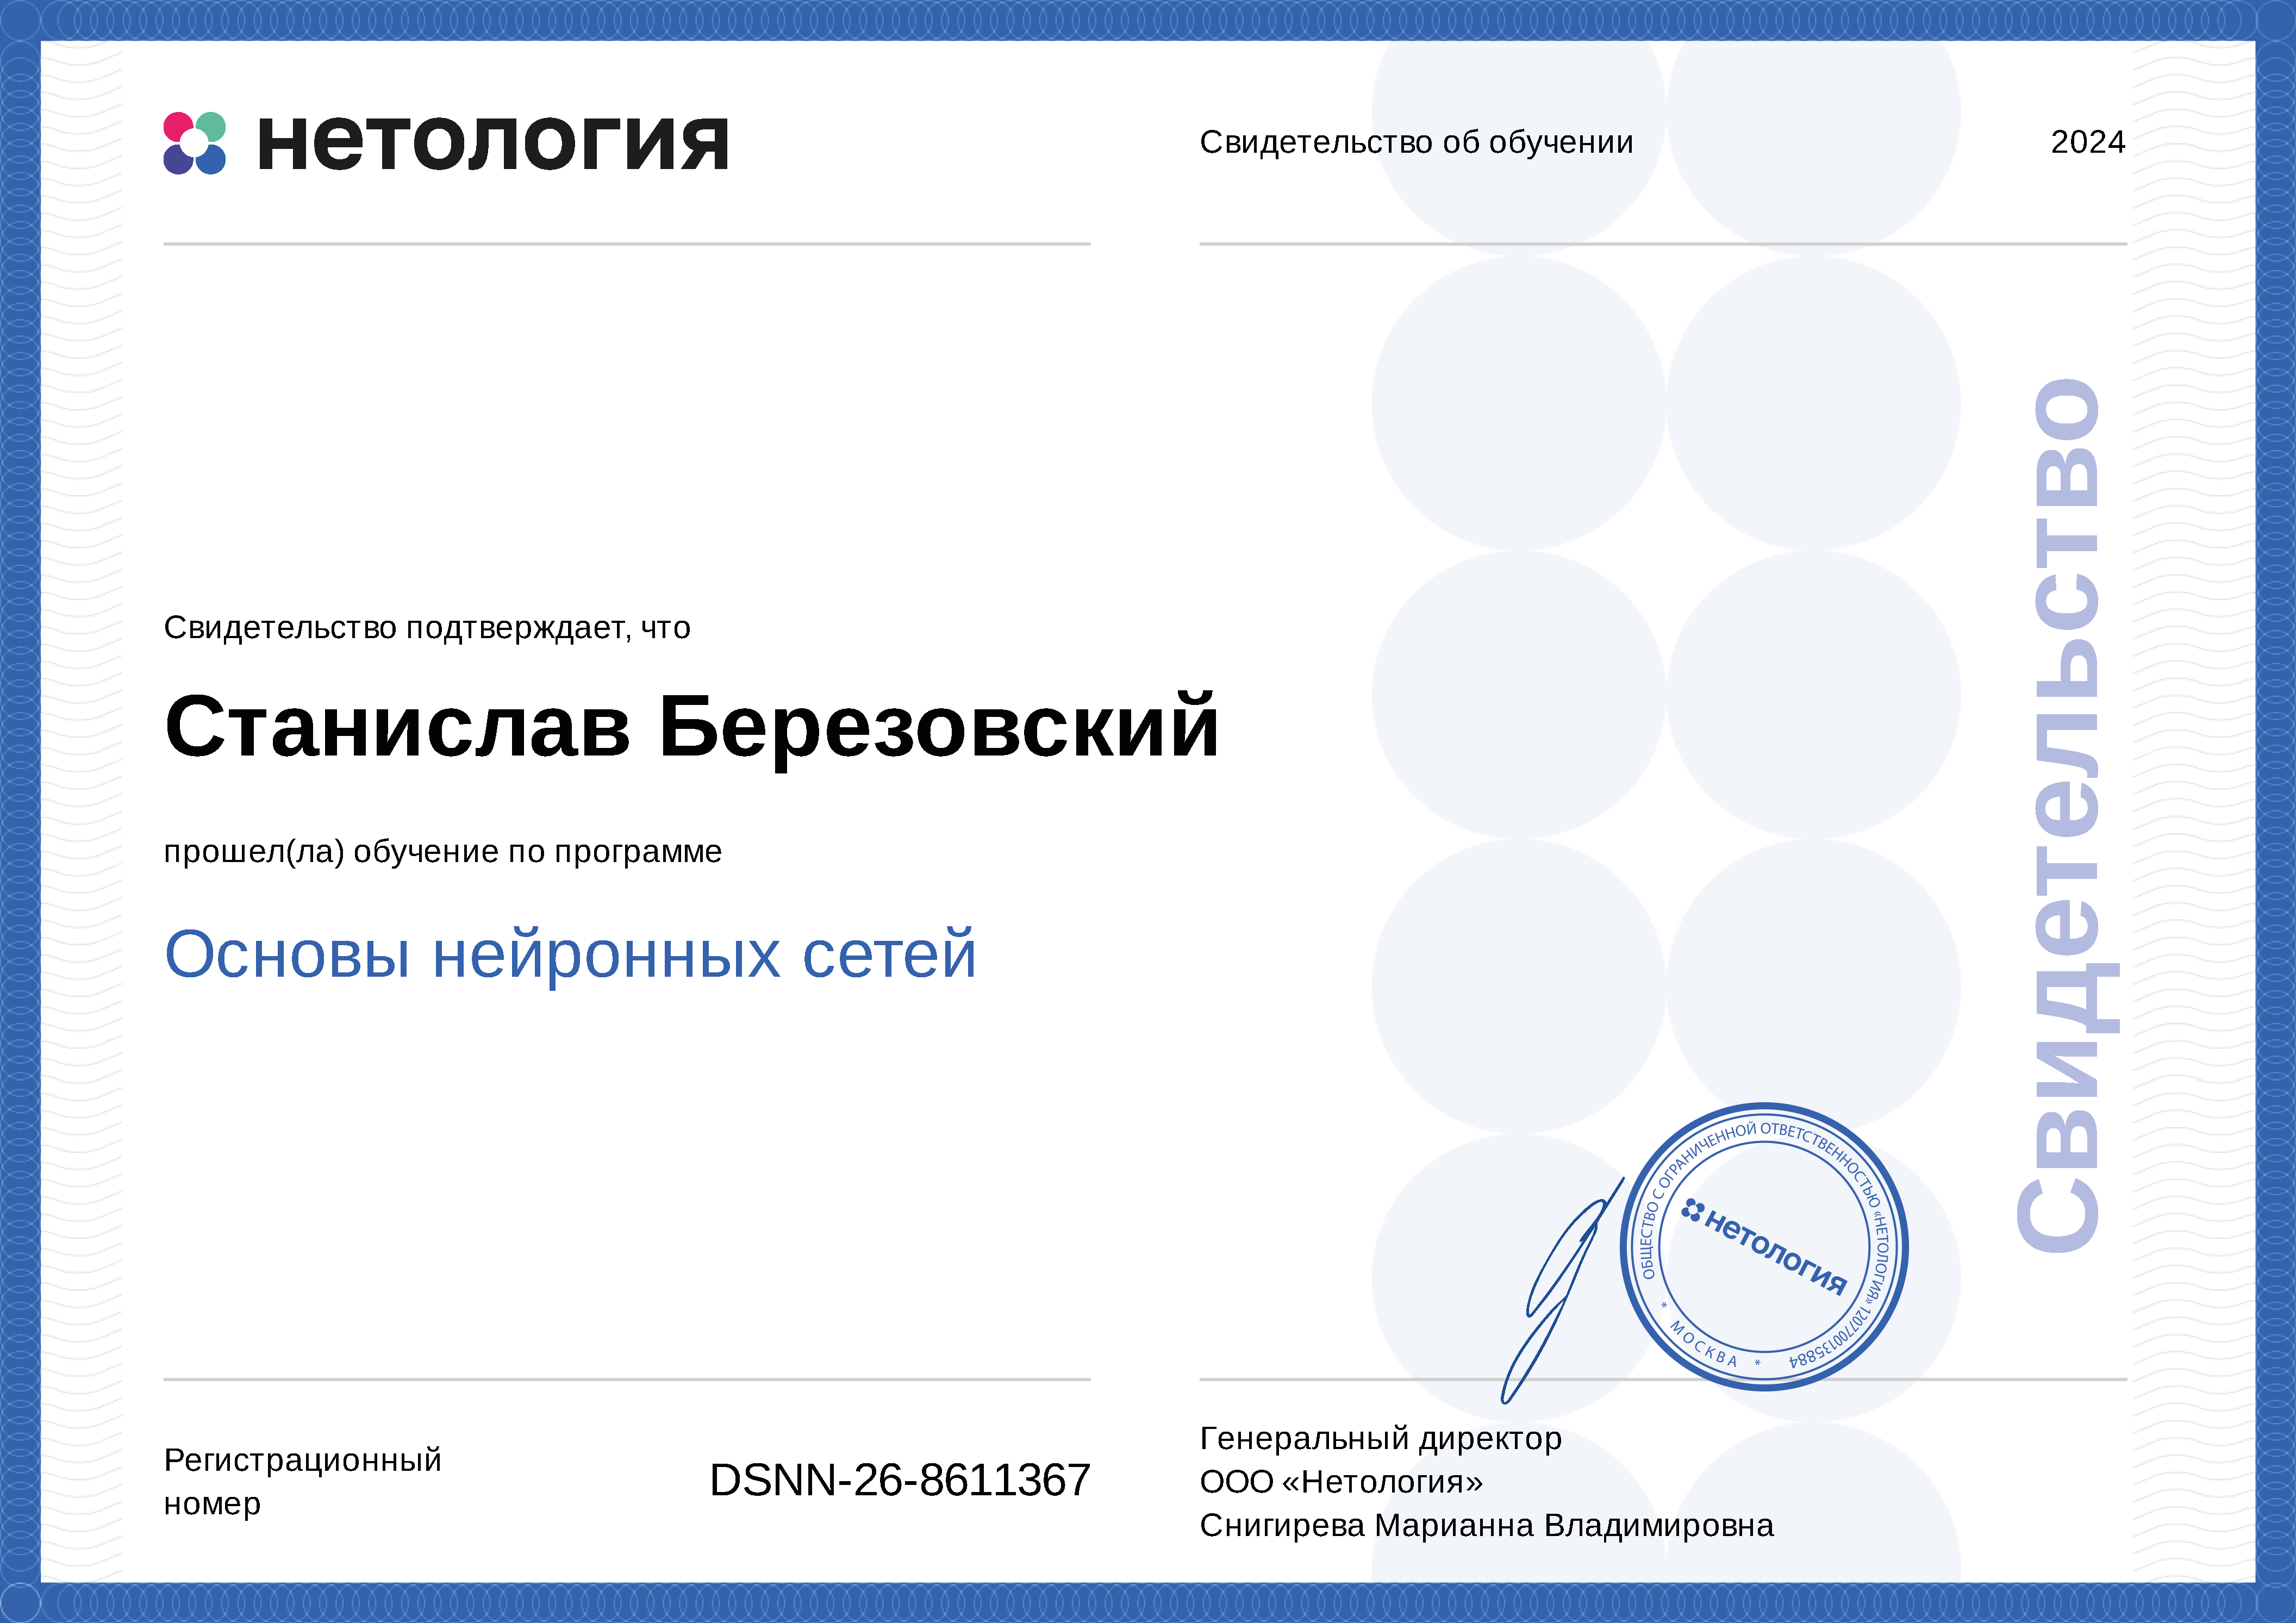 нетология
Свидетельство об обучении
2024
Свидетельство подтверждает, что
Станислав Березовский
прошел(ла) обучение по программе
Основы нейронных сетей
Свидетельство
ОБЩЕСТВО С ОГРАНИЧЕННОЙ ОТВЕТСТВЕННОСТЬЮ «НЕТОЛОГИЯ» 1207700135884
* МОСКВА *
нетология
Регистрационный
номер
DSNN-26-8611367
Генеральный директор
ООО «Нетология»
Снигирева Марианна Владимировна